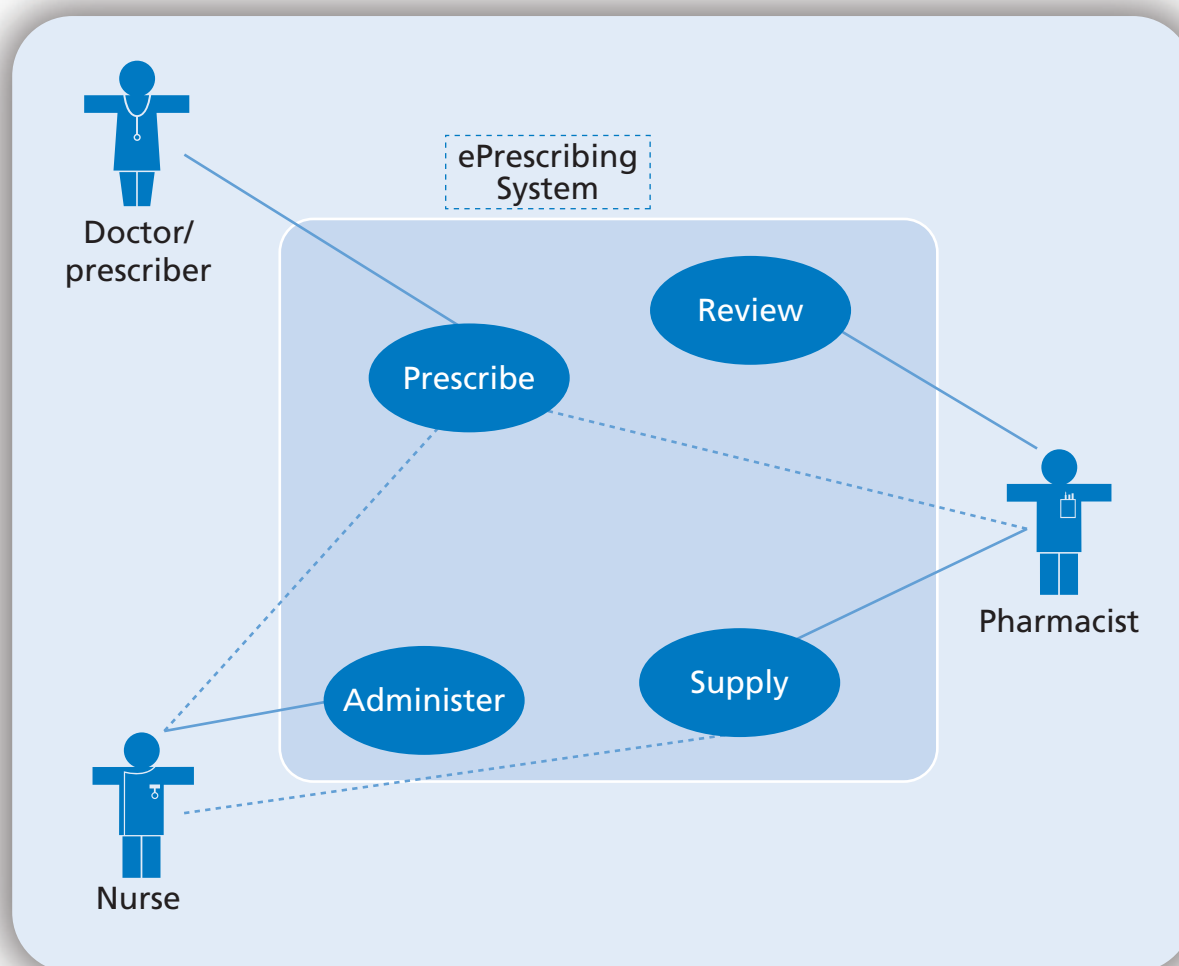 ePrescribing
System
Doctor/
prescriber
Review
Prescribe
Pharmacist
Supply
Administer
Nurse